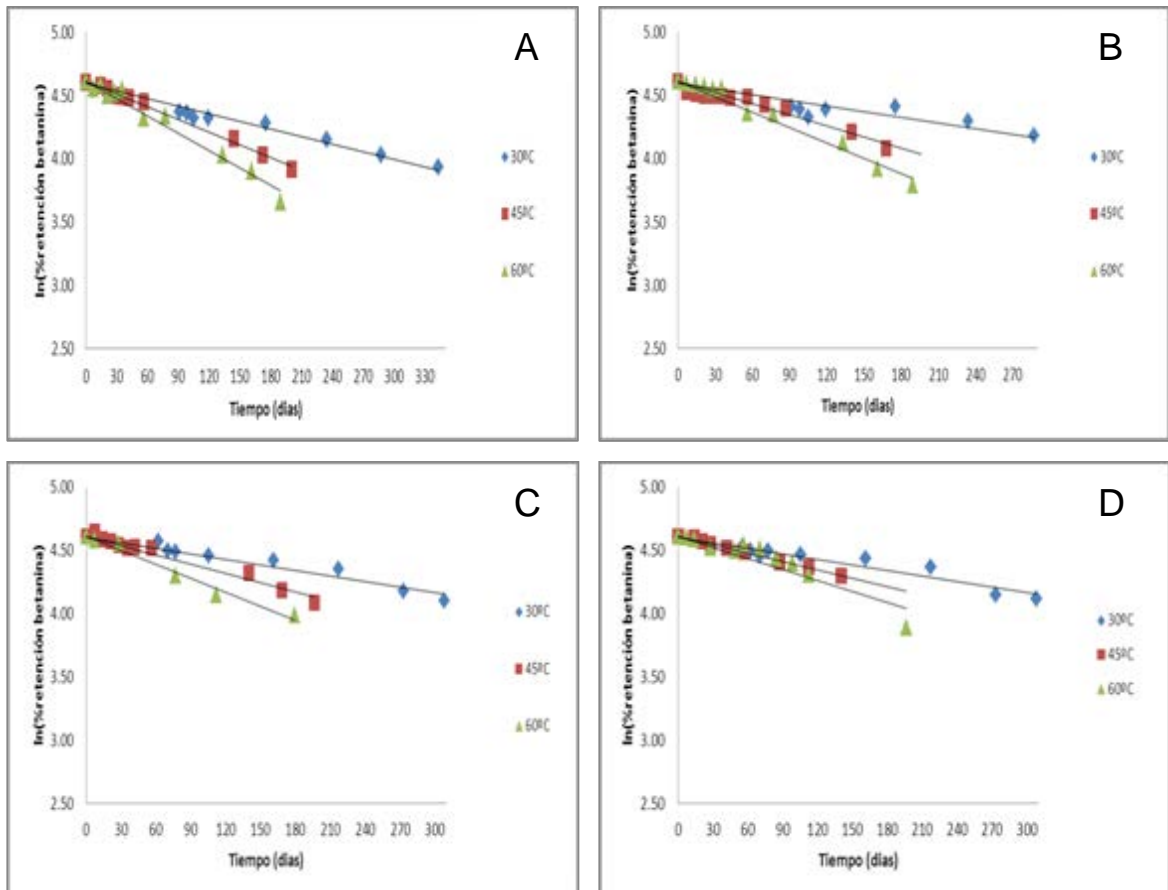 A
5.00
4.50
4.00
3.50
3.00
2.50
ln(%retención betanina)
0 30 60 90 120 150 180 210 240 270 300 330
Tiempo (días)
30ºC
45ºC
60ºC
B
5.00
4.50
4.00
3.50
3.00
2.50
ln(%retención betanina)
0 30 60 90 120 150 180 210 240 270
Tiempo (días)
30ºC
45ºC
60ºC
C
5.00
4.50
4.00
3.50
3.00
2.50
ln(%retención betanina)
0 30 60 90 120 150 180 210 240 270 300
Tiempo (días)
30ºC
45ºC
60ºC
D
5.00
4.50
4.00
3.50
3.00
2.50
ln(%retención betanina)
0 30 60 90 120 150 180 210 240 270 300
Tiempo (días)
30ºC
45ºC
60ºC